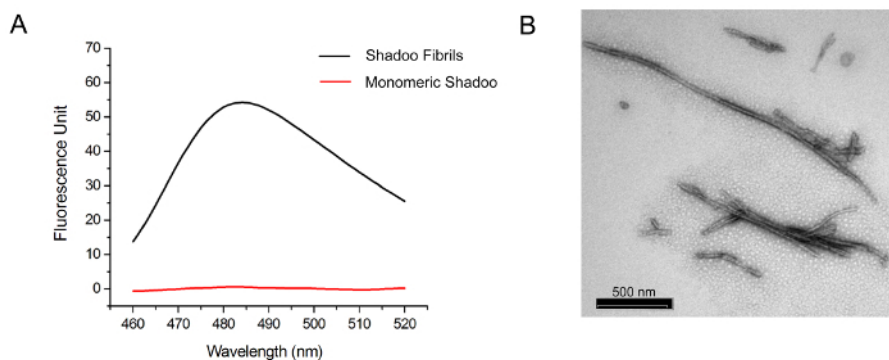 A
B
70
60
50
40
30
20
10
0
Fluorescence Unit
Shadoo Fibrils
Monomeric Shadoo
460 470 480 490 500 510 520
Wavelength (nm)
500 nm